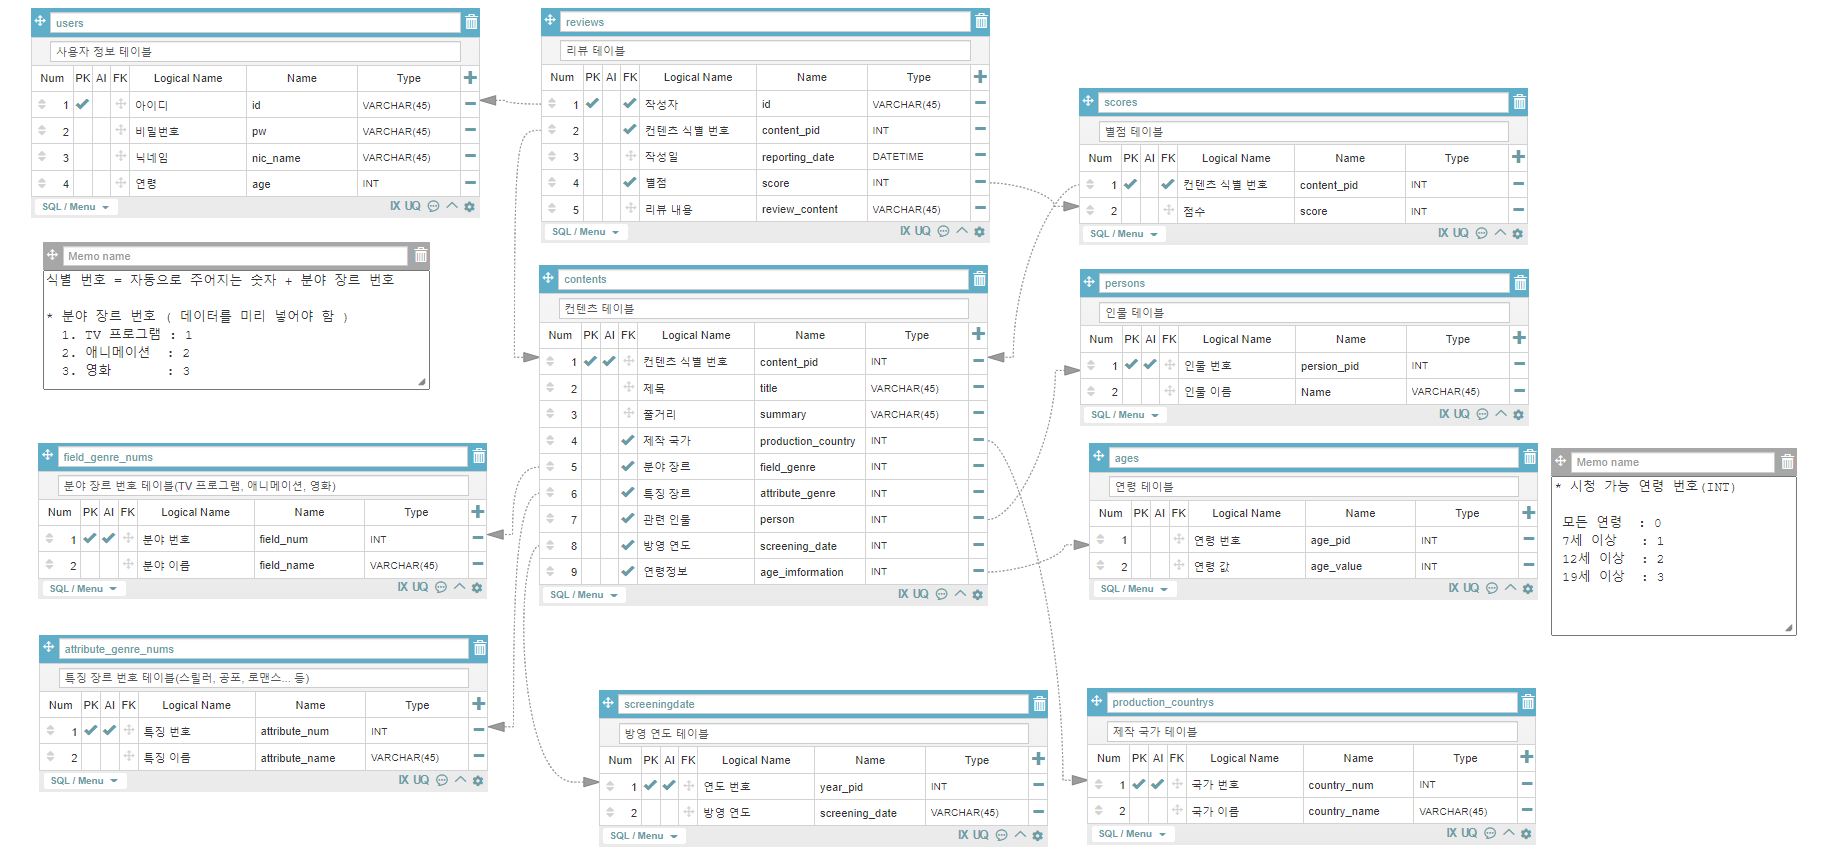 users
사용자 정보 테이블
Num PK AI FK Logical Name Name Type
1 아이디 id VARCHAR(45)
2 비밀번호 pw VARCHAR(45)
3 닉네임 nic_name VARCHAR(45)
4 연령 age INT
SQL / Menu IX UQ
Memo name
식별 번호 = 자동으로 주어지는 숫자 + 분야 장르 번호
* 분야 장르 번호 ( 데이터를 미리 넣어야 함 )
1. TV 프로그램 : 1
2. 애니메이션 : 2
3. 영화 : 3
field_genre_nums
분야 장르 번호 테이블(TV 프로그램, 애니메이션, 영화)
Num PK AI FK Logical Name Name Type
1 분야 번호 field_num INT
2 분야 이름 field_name VARCHAR(45)
SQL / Menu IX UQ
attribute_genre_nums
특징 장르 번호 테이블(스릴러, 공포, 로맨스... 등)
Num PK AI FK Logical Name Name Type
1 특징 번호 attribute_num INT
2 특징 이름 attribute_name VARCHAR(45)
SQL / Menu IX UQ
reviews
리뷰 테이블
Num PK AI FK Logical Name Name Type
1 작성자 id VARCHAR(45)
2 컨텐츠 식별 번호 content_pid INT
3 작성일 reporting_date DATETIME
4 별점 score INT
5 리뷰 내용 review_content VARCHAR(45)
SQL / Menu IX UQ
contents
컨텐츠 테이블
Num PK AI FK Logical Name Name Type
1 컨텐츠 식별 번호 content_pid INT
2 제목 title VARCHAR(45)
3 줄거리 summary VARCHAR(45)
4 제작 국가 production_country INT
5 분야 장르 field_genre INT
6 특징 장르 attribute_genre INT
7 관련 인물 person INT
8 방영 연도 screening_date INT
9 연령정보 age_imformation INT
SQL / Menu IX UQ
screeningdate
방영 연도 테이블
Num PK AI FK Logical Name Name Type
1 연도 번호 year_pid INT
2 방영 연도 screening_date VARCHAR(45)
SQL / Menu IX UQ
scores
별점 테이블
Num PK AI FK Logical Name Name Type
1 컨텐츠 식별 번호 content_pid INT
2 점수 score INT
SQL / Menu IX UQ
persons
인물 테이블
Num PK AI FK Logical Name Name Type
1 인물 번호 persion_pid INT
2 인물 이름 Name VARCHAR(45)
SQL / Menu IX UQ
ages
연령 테이블
Num PK AI FK Logical Name Name Type
1 연령 번호 age_pid INT
2 연령 값 age_value INT
SQL / Menu IX UQ
Memo name
* 시청 가능 연령 번호(INT)
모든 연령 : 0
7세 이상 : 1
12세 이상 : 2
19세 이상 : 3
production_countrys
제작 국가 테이블
Num PK AI FK Logical Name Name Type
1 국가 번호 country_num INT
2 국가 이름 country_name VARCHAR(45)
SQL / Menu IX UQ